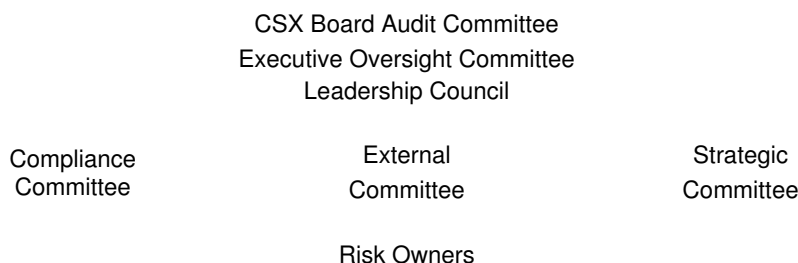 CSX Board Audit Committee
Executive Oversight Committee
Leadership Council
Compliance
Committee
External
Committee
Strategic
Committee
Risk Owners